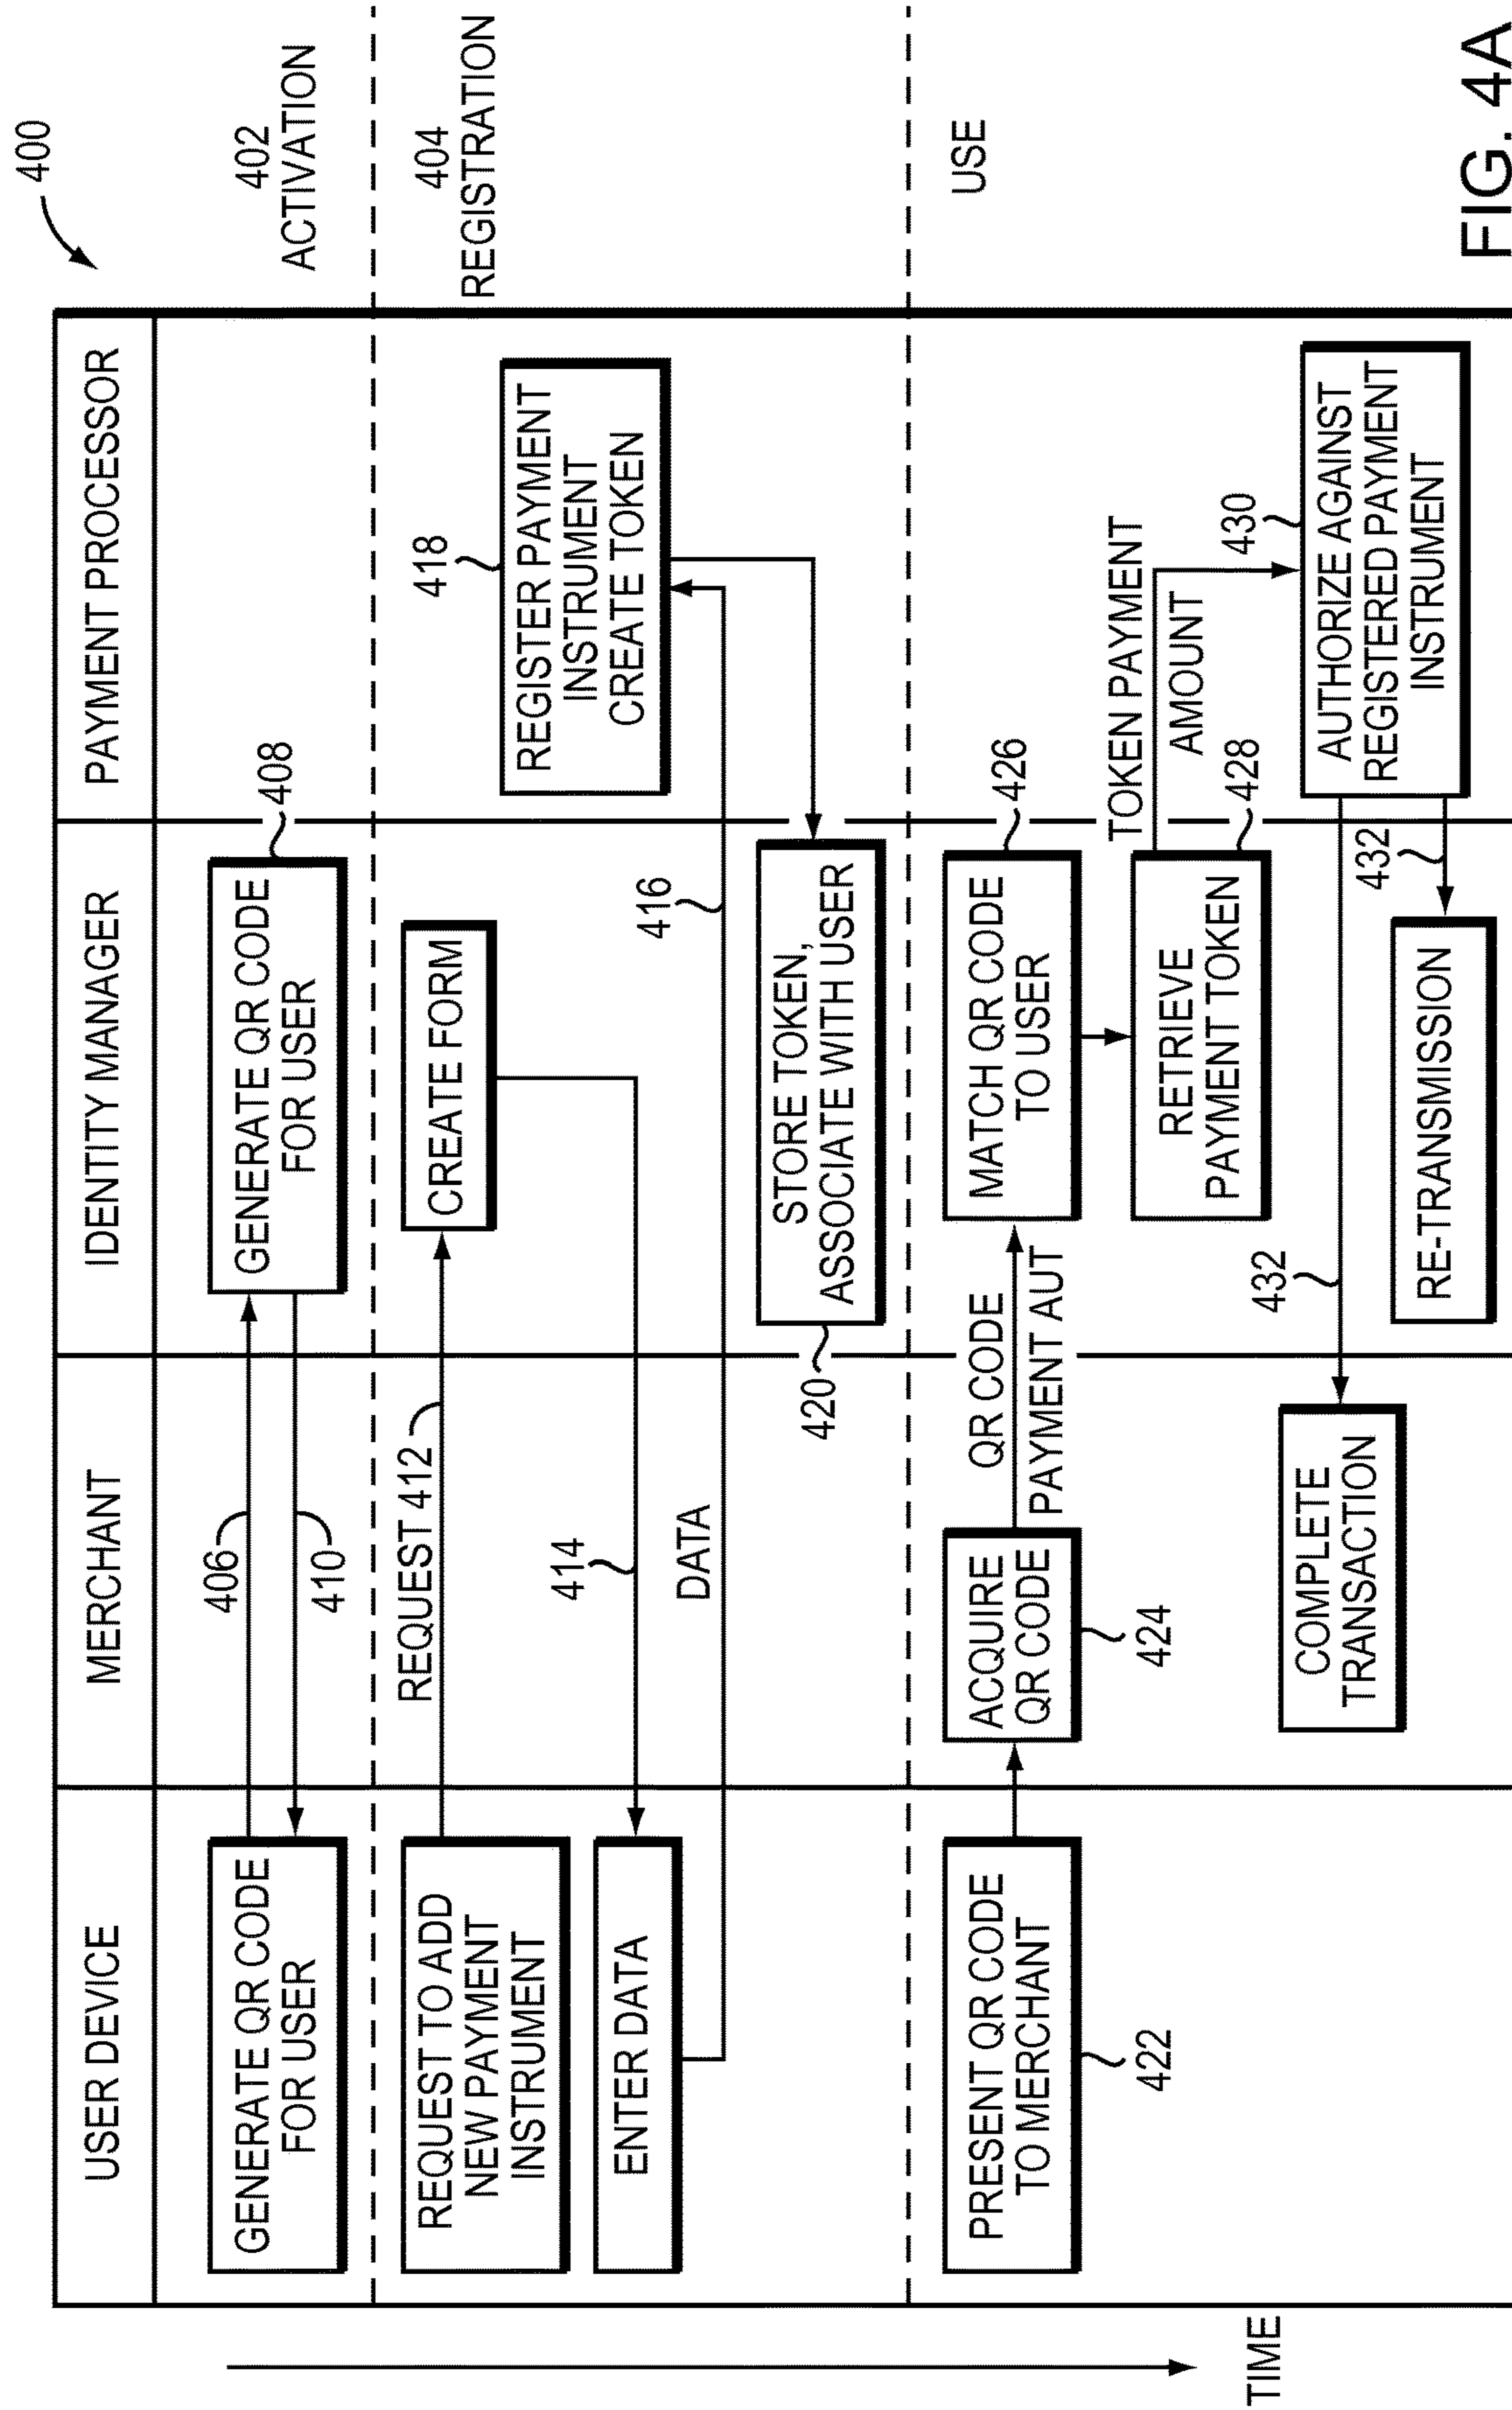 400
USER DEVICE
MERCHANT
IDENTITY MANAGER
PAYMENT PROCESSOR
402
ACTIVATION
GENERATE QR CODE
FOR USER
406
410
GENERATE QR CODE
FOR USER
408
404
REGISTRATION
REQUEST TO ADD
NEW PAYMENT
INSTRUMENT
REQUEST 412
CREATE FORM
418
REGISTER PAYMENT
INSTRUMENT
CREATE TOKEN
ENTER DATA
414
DATA
416
STORE TOKEN,
ASSOCIATE WITH USER
420
USE
PRESENT QR CODE
TO MERCHANT
422
ACQUIRE
QR CODE
424
QR CODE
PAYMENT AUT
MATCH QR CODE
TO USER
426
RETRIEVE
PAYMENT TOKEN
428
TOKEN PAYMENT
AMOUNT
430
AUTHORIZE AGAINST
REGISTERED PAYMENT
INSTRUMENT
432
432
COMPLETE
TRANSACTION
RE-TRANSMISSION
TIME
FIG. 4A